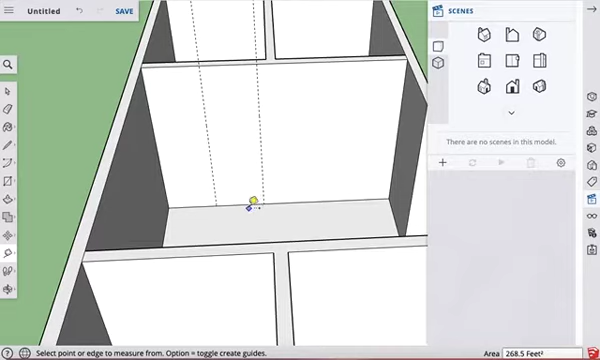 Untitled
SAVE
SCENES
There are no scenes in this model.
Select point or edge to measure from. Option = toggle create guides.
Area 268.5 Feet²